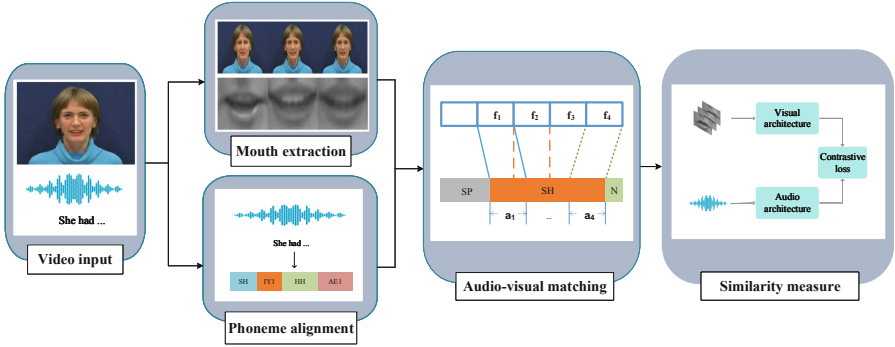 She had ...
Video input
Mouth extraction
She had ...
SH IY1 HH AE1
Phoneme alignment
f1 f2 f3 f4
SP SH N
a1 ... a4
Audio-visual matching
Visual
architecture
Contrastive
loss
Audio
architecture
Similarity measure